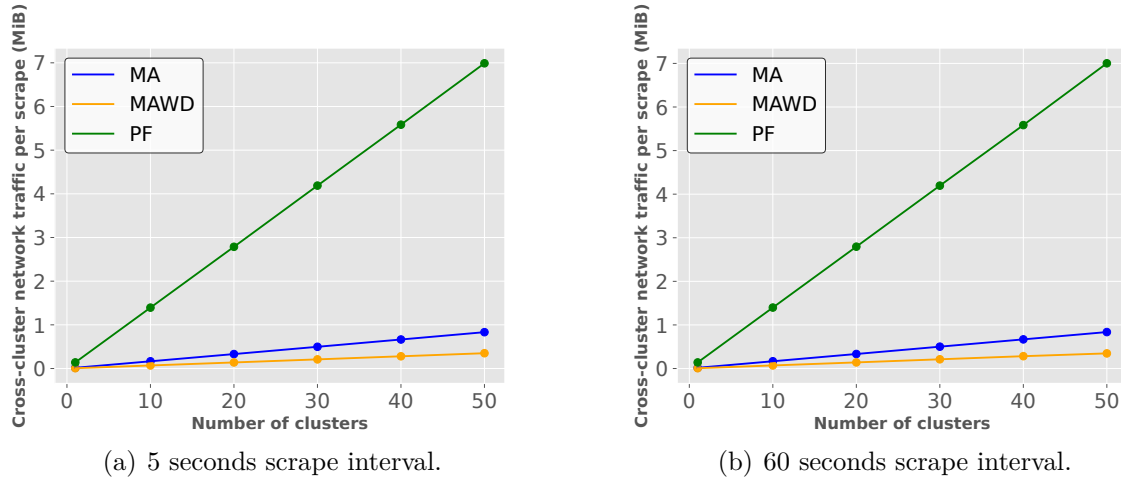 Cross-cluster network traffic per scrape (MiB)
7
6
5
4
3
2
1
0
MA
MAWD
PF
0 10 20 30 40 50
Number of clusters
(a) 5 seconds scrape interval.
Cross-cluster network traffic per scrape (MiB)
7
6
5
4
3
2
1
0
MA
MAWD
PF
0 10 20 30 40 50
Number of clusters
(b) 60 seconds scrape interval.